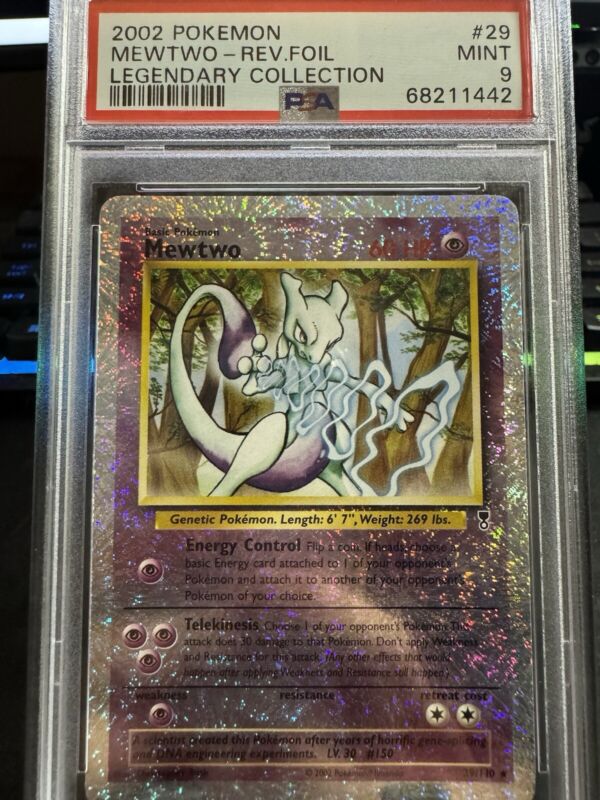 2002 POKEMON #29
MEWTWO - REV.FOIL MINT
LEGENDARY COLLECTION 9
PSA 68211442
Basic Pokémon
Mewtwo 60 HP
Genetic Pokémon. Length: 6' 7", Weight: 269 lbs.
Energy Control Flip a coin. If heads, choose a
basic Energy card attached to 1 of your opponent's
Pokémon and attach it to another of your opponent's
Pokémon of your choice.
Telekinesis Choose 1 of your opponent's Pokémon. This
attack does 30 damage to that Pokémon. Don't apply Weakness
and Resistance for this attack. (Any other effects that would
happen after applying Weakness and Resistance still happen.)
weakness resistance retreat cost
A scientist created this Pokémon after years of horrific gene-splicing
and DNA engineering experiments. LV. 30 #150
© 2002 Pokémon/Nintendo 29/110